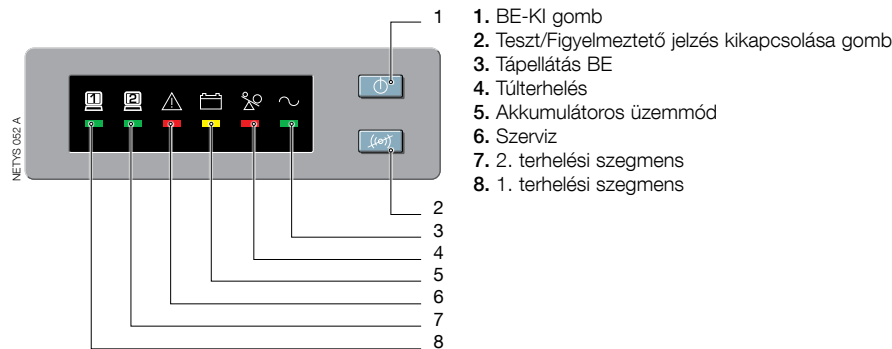 1
1. BE-KI gomb
2. Teszt/Figyelmeztető jelzés kikapcsolása gomb
3. Tápellátás BE
4. Túlterhelés
5. Akkumulátoros üzemmód
6. Szerviz
7. 2. terhelési szegmens
8. 1. terhelési szegmens
1 2
NETYS 052 A
2
3
4
5
6
7
8